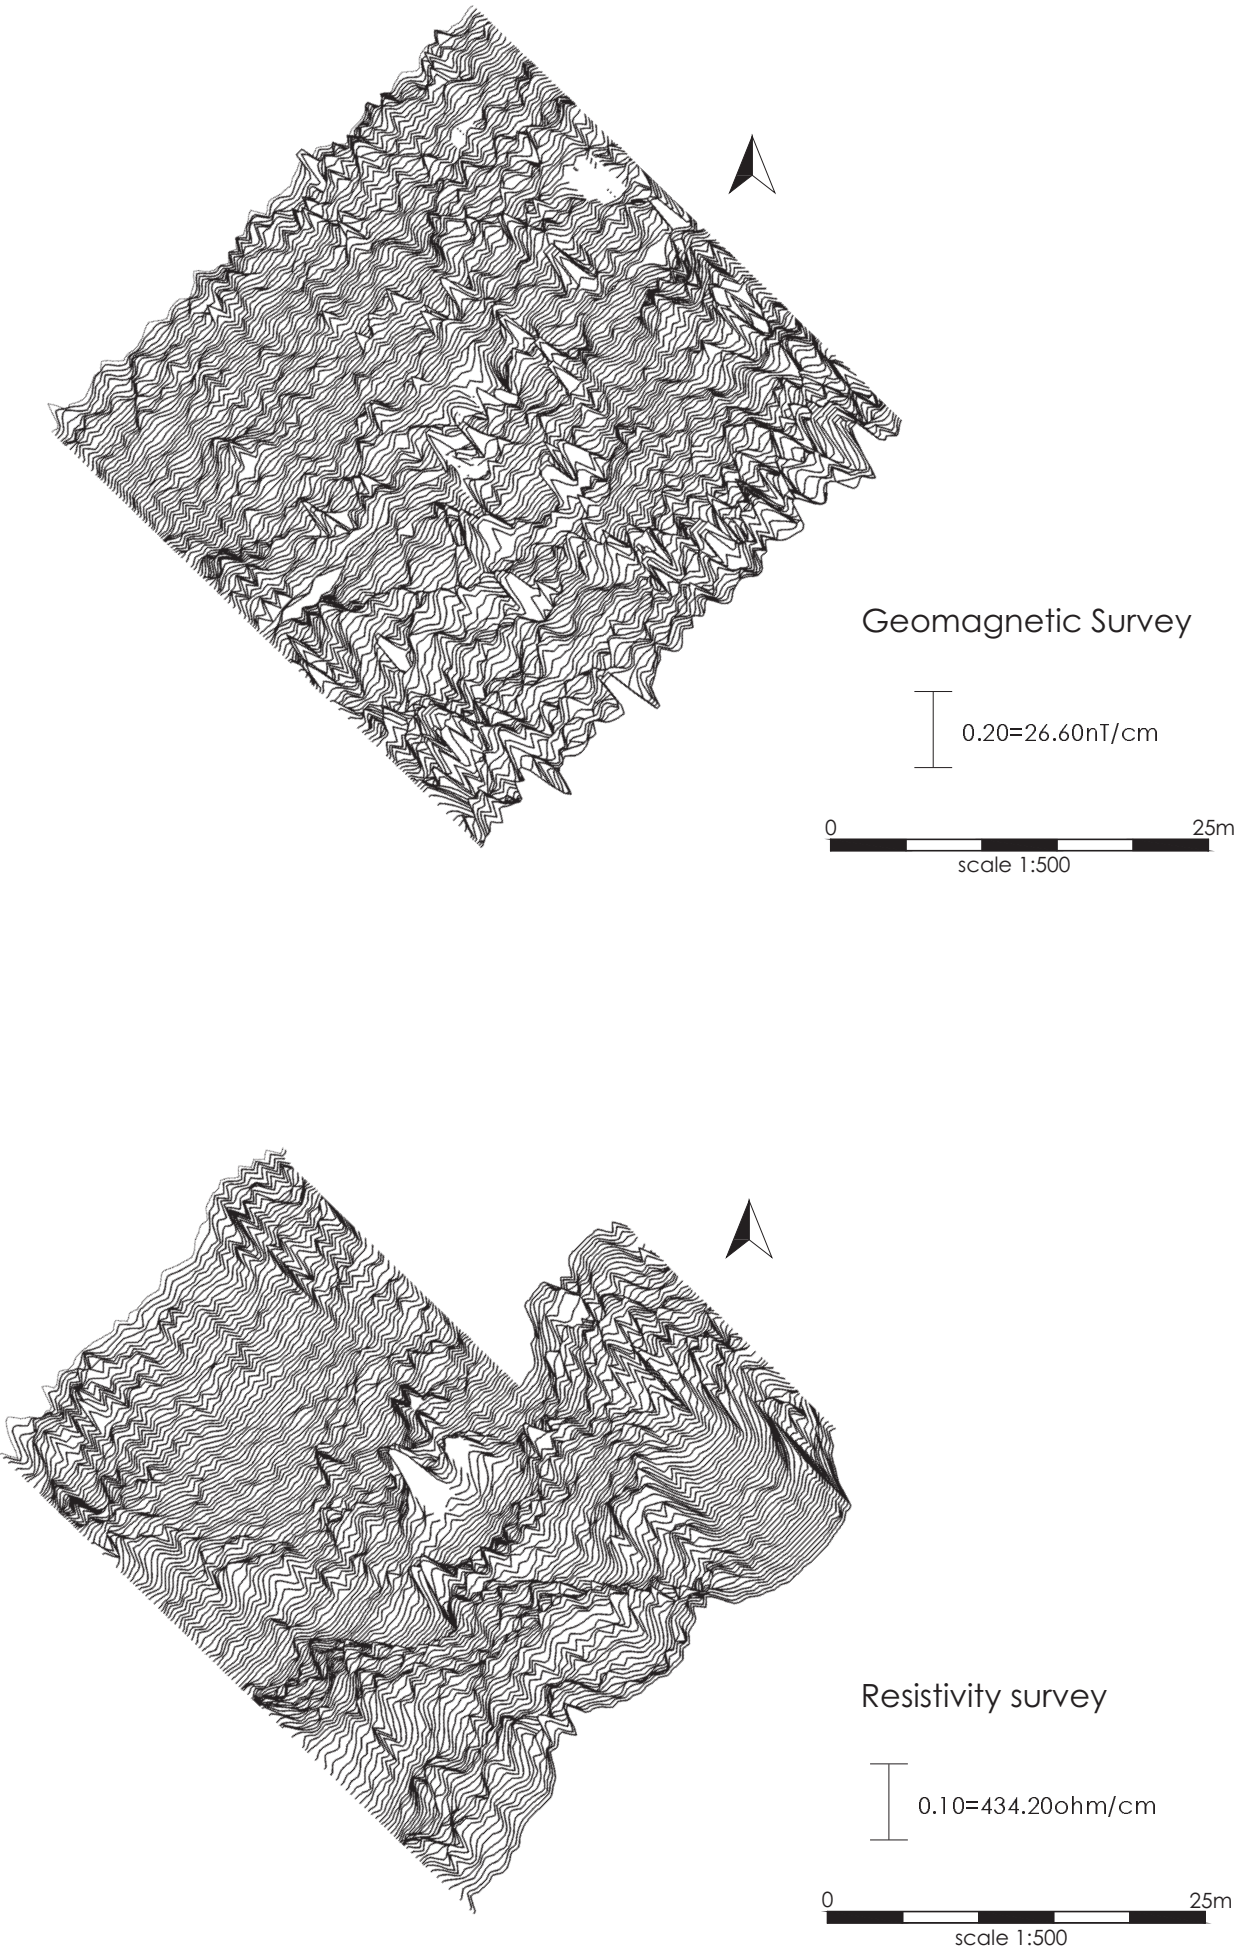 Geomagnetic Survey
0.20=26.60nT/cm
0 25m
scale 1:500
Resistivity survey
0.10=434.20ohm/cm
0 25m
scale 1:500